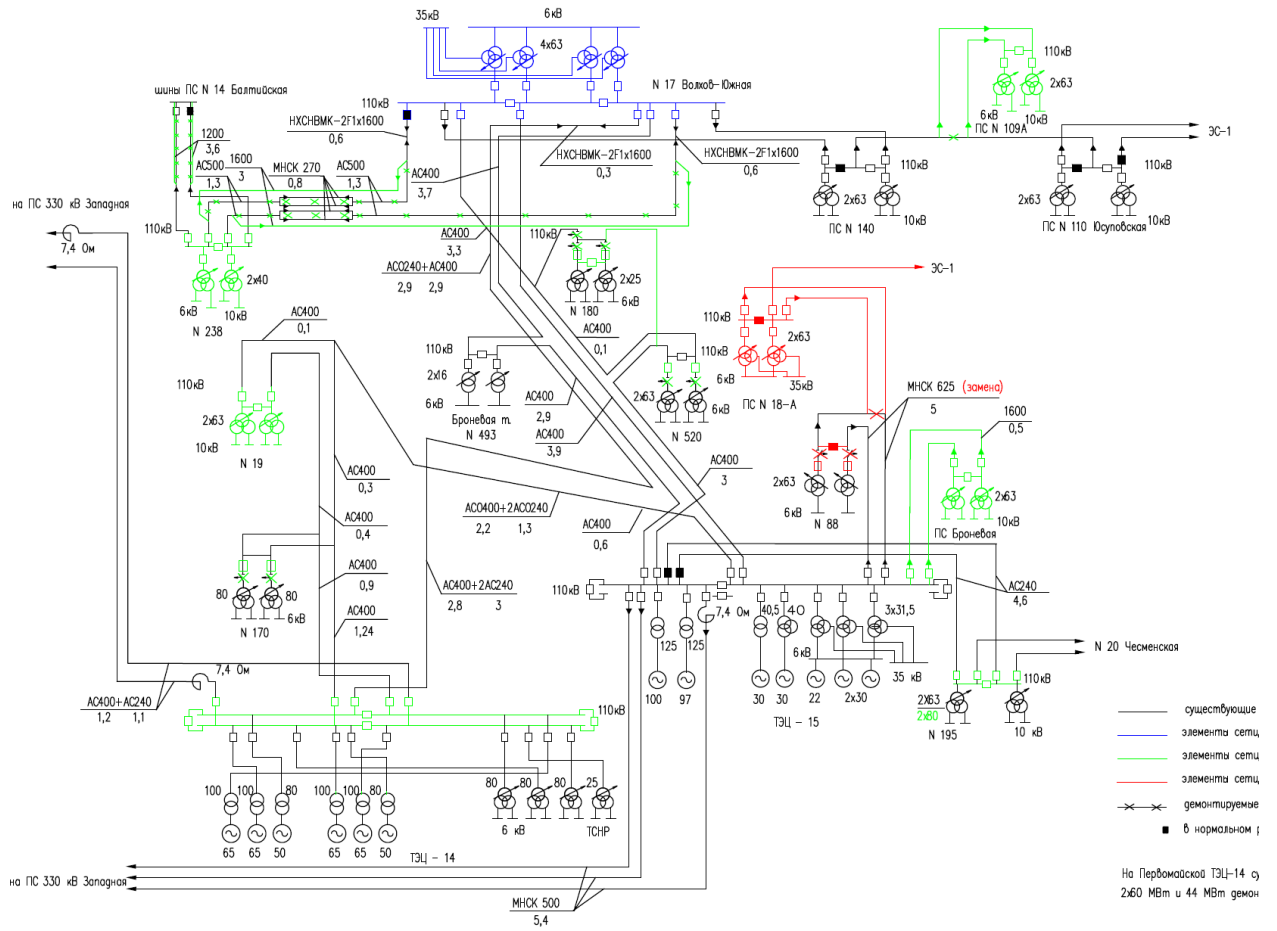 35кВ
6кВ
4х63
N 17 Волхов-Южная
110кВ
110кВ
2х63
6кВ
10кВ
ПС N 109А
шины ПС N 14 Балтийская
НХСНВМК-2F1х1600
0,6
1200
3,6
АС500
1,3
1600
3
МНСК 270
0,8
АС500
1,3
АС400
3,7
НХСНВМК-2F1х1600
0,3
НХСНВМК-2F1х1600
0,6
110кВ
110кВ
2х63
10кВ
ПС N 140
ЭС-1
110кВ
2х63
10кВ
ПС N 110 Юсуповская
на ПС 330 кВ Западная
7,4 Ом
110кВ
2х40
6кВ
10кВ
N 238
АС400
3,3
АСО240+АС400
2,9 2,9
110кВ
2х25
6кВ
N 180
ЭС-1
АС400
0,1
АС400
0,1
110кВ
2х16
6кВ
Броневая т.
N 493
АС400
2,9
АС400
3,9
110кВ
2х63
6кВ
N 520
110кВ
2х63
6кВ
35кВ
ПС N 18-А
МНСК 625 (замена)
5
1600
0,5
110кВ
2х63
10кВ
N 19
АС400
0,3
АС400
0,4
АС400
0,9
АС400
1,24
АСО400+2АСО240
2,2 1,3
АС400
0,6
АС400
3
2х63
6кВ
N 88
2х63
10кВ
ПС Броневая
80
80
6кВ
N 170
АС400+2АС240
2,8 3
110кВ
7,4 Ом
125
125
40,5
40
3х31,5
6кВ
35 кВ
100
97
30
30
22
2х30
ТЭЦ - 15
АС240
4,6
N 20 Чесменская
110кВ
2Х63
2х80
10 кВ
N 195
7,4 Ом
АС400+АС240
1,2 1,1
110кВ
100
100
80
100
100
80
80
80
80
25
65
65
50
65
65
50
6 кВ
ТСНР
ТЭЦ - 14
на ПС 330 кВ Западная
МНСК 500
5,4
существующие
элементы сети
элементы сети
элементы сети
демонтируемые
в нормальном
На Первомайской ТЭЦ-14 су
2х60 МВт и 44 МВт демон